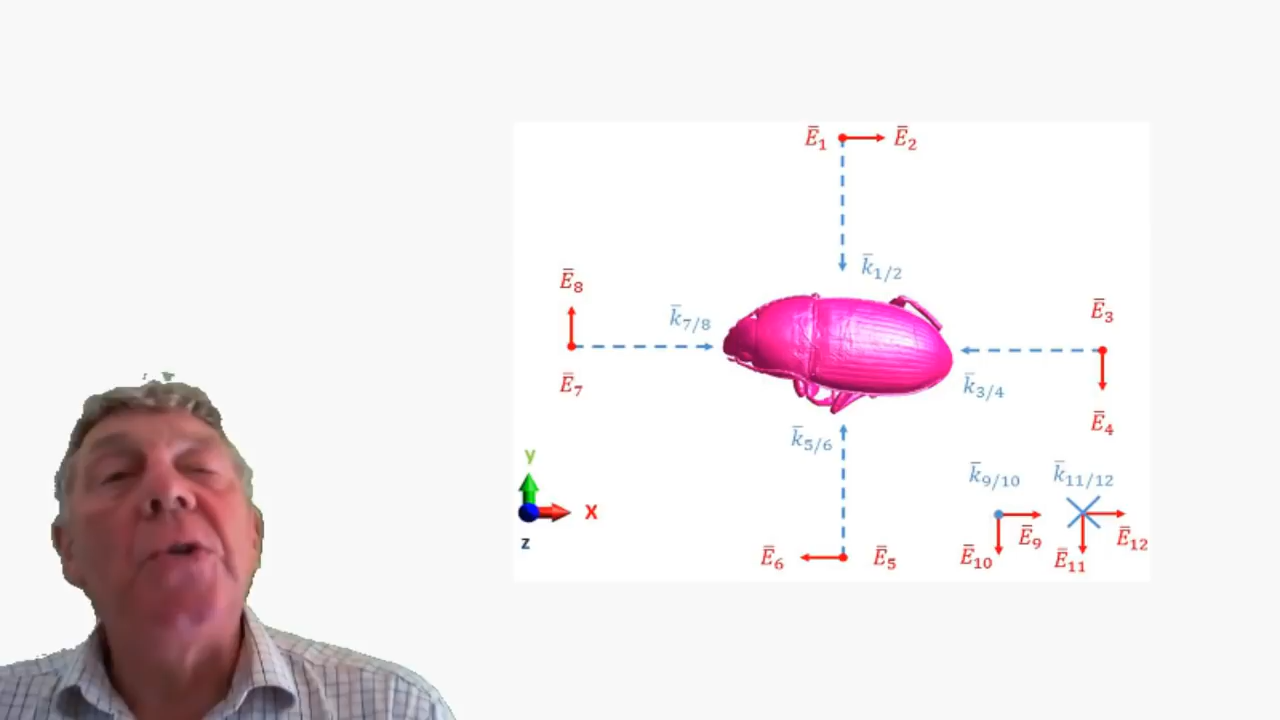 Ē₁ Ē₂
k̄₁/₂
Ē₈
k̄₇/₈
Ē₃
Ē₇
k̄₃/₄
Ē₄
k̄₅/₆
y
x
z
k̄₉/₁₀ k̄₁₁/₁₂
Ē₉ Ē₁₂
Ē₆ Ē₅ Ē₁₀ Ē₁₁